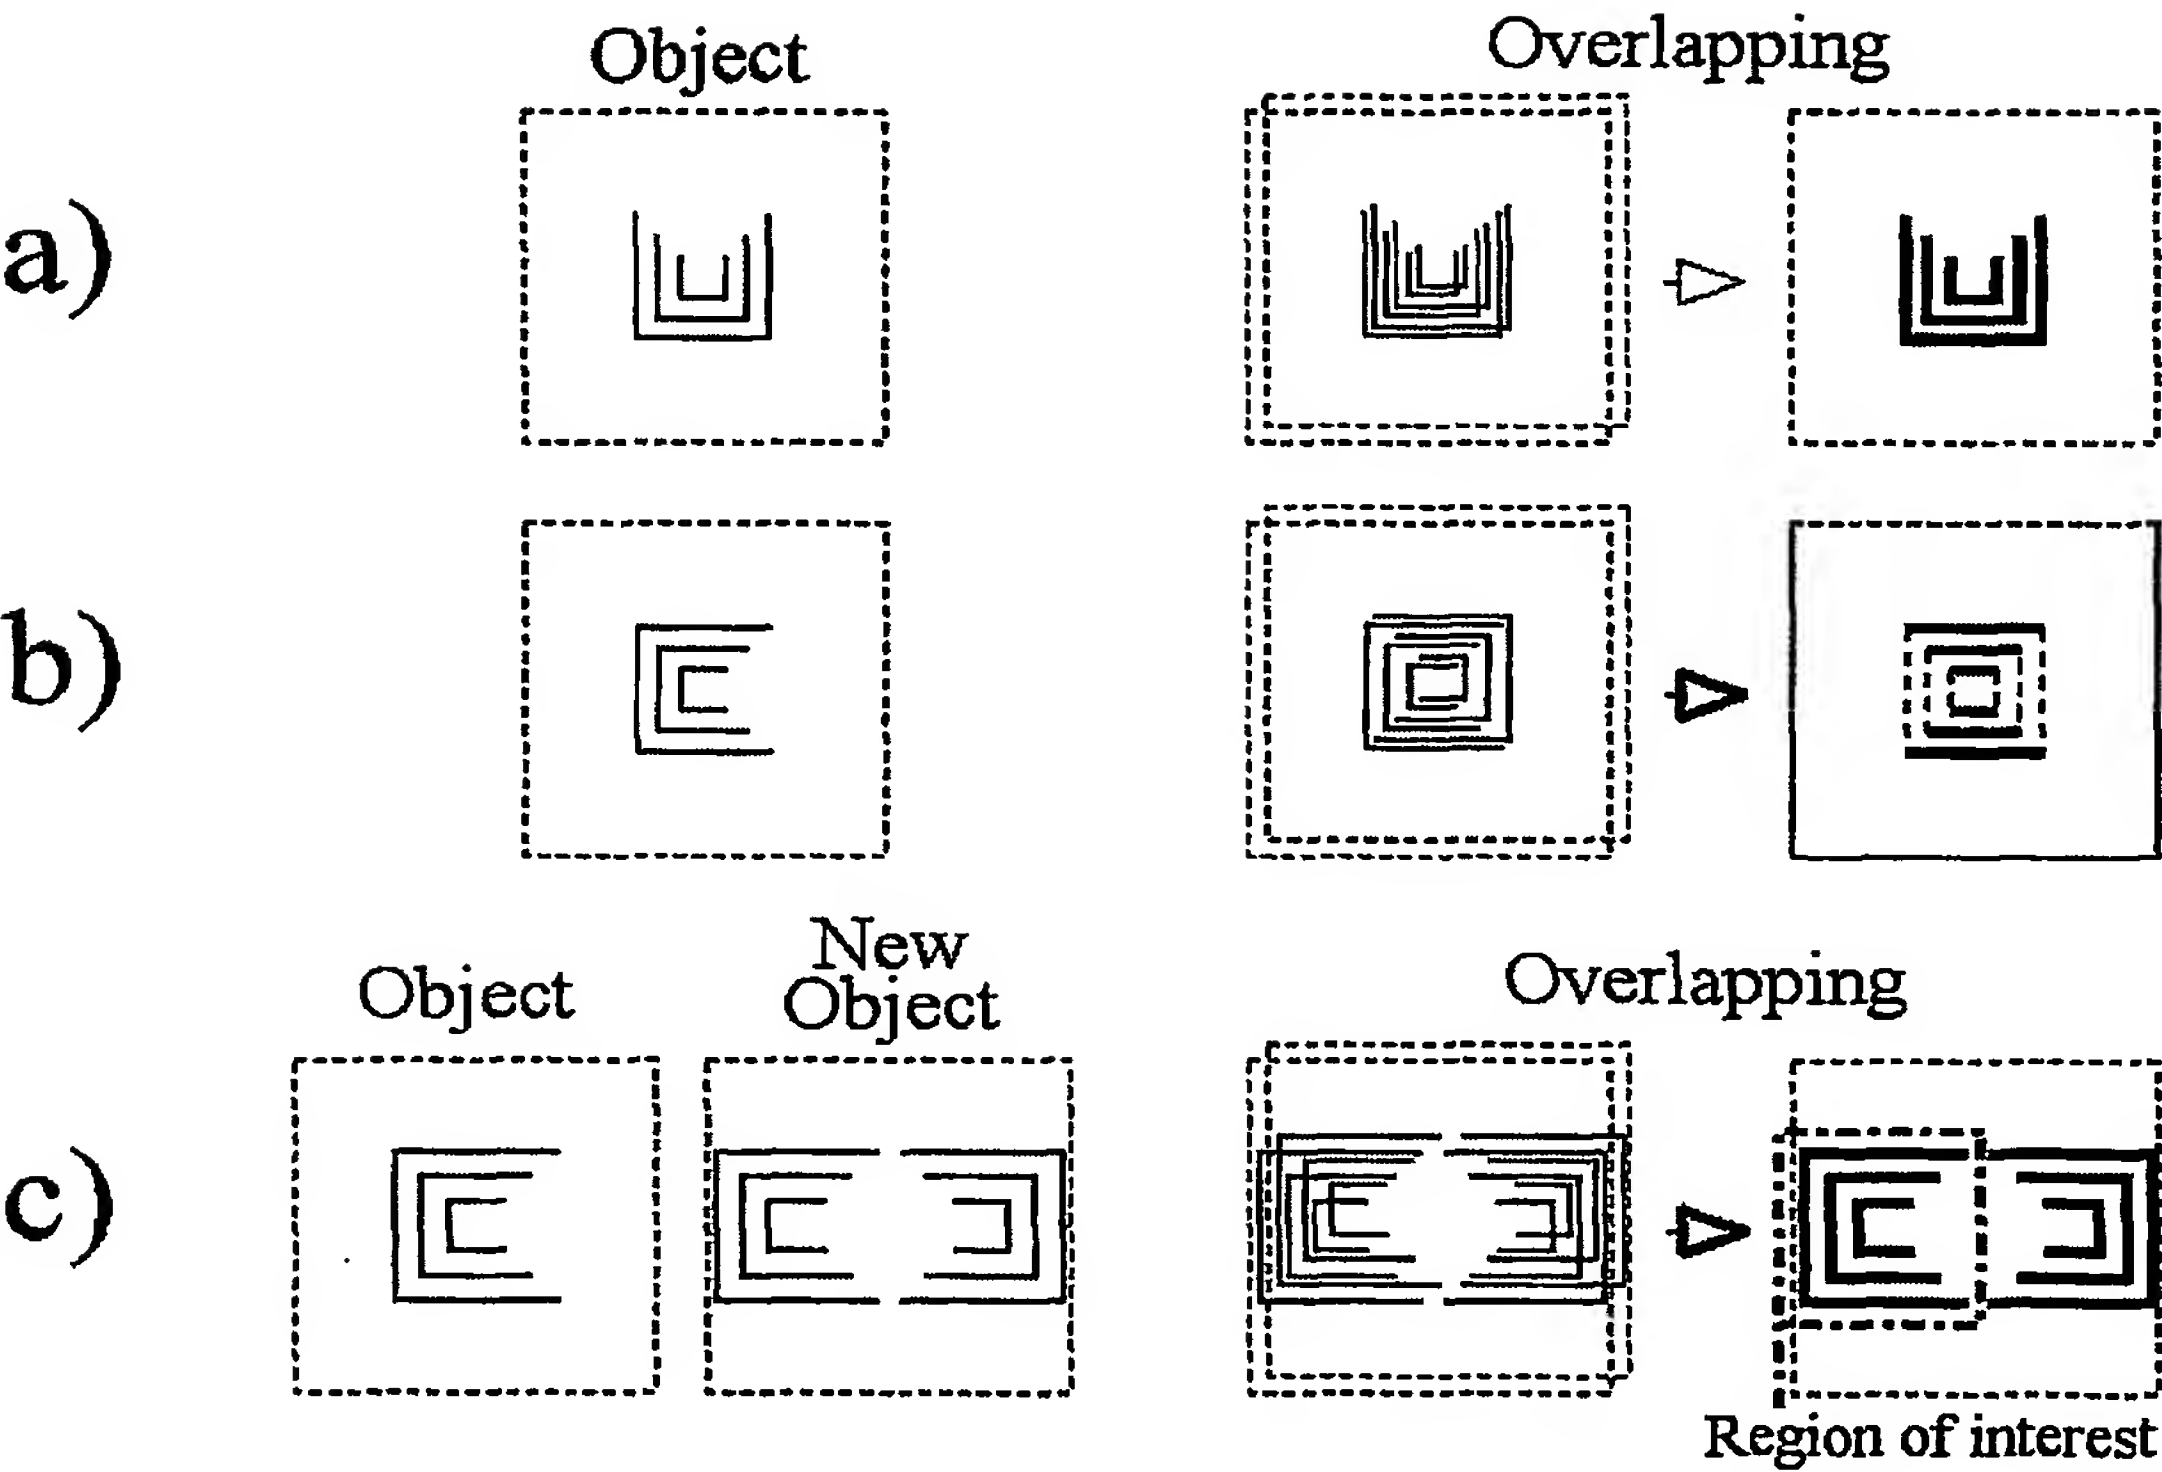 Object
Overlapping
a)
b)
New
Object
Object
Overlapping
c)
Region of interest